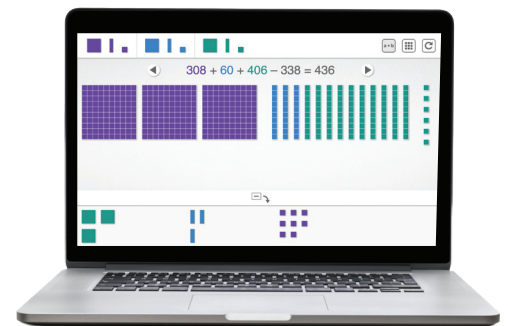 a+b
308 + 60 + 406 – 338 = 436